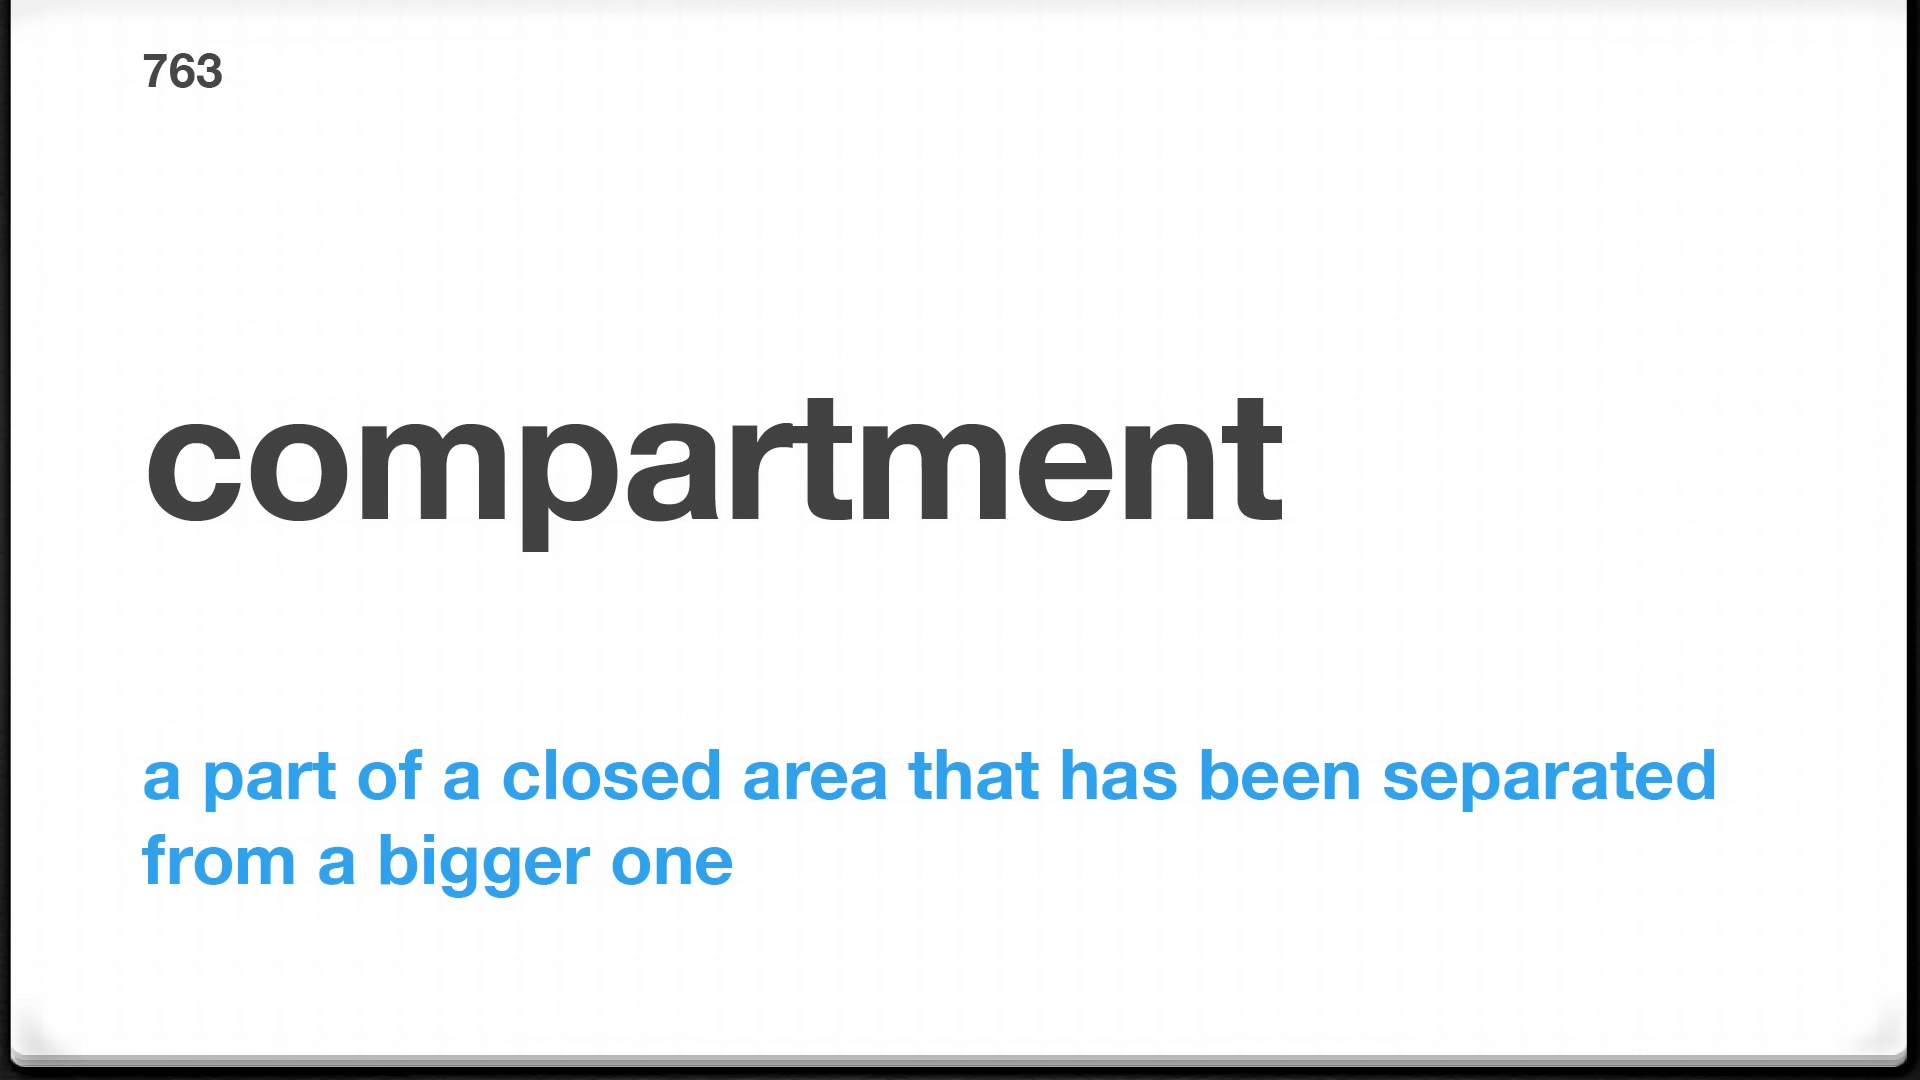 763
compartment
a part of a closed area that has been separated
from a bigger one